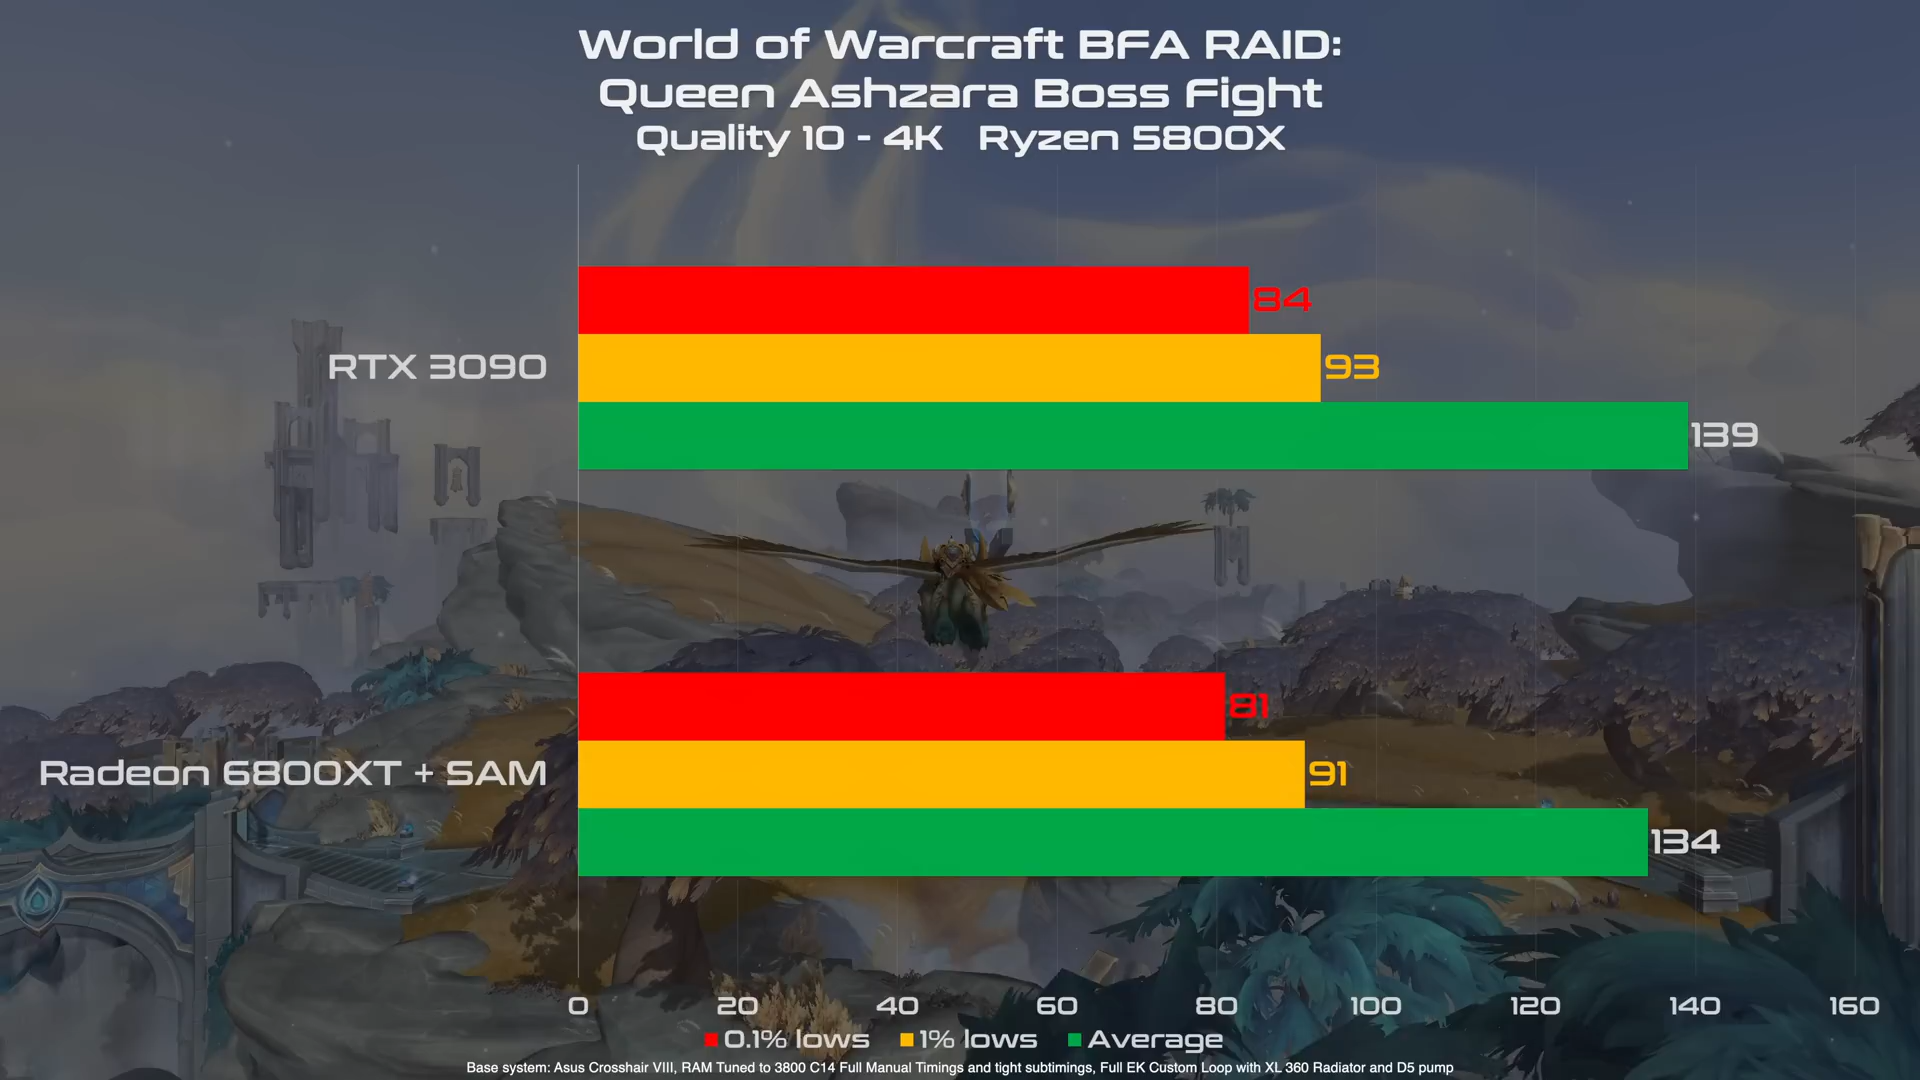 World of Warcraft BFA RAID:
Queen Ashzara Boss Fight
Quality 10 - 4K Ryzen 5800X
84
RTX 3090
93
139
81
Radeon 6800XT + SAM
91
134
0 20 40 60 80 100 120 140 160
0.1% lows 1% lows Average
Base system: Asus Crosshair VIII, RAM Tuned to 3800 C14 Full Manual Timings and tight subtimings, Full EK Custom Loop with XL 360 Radiator and D5 pump